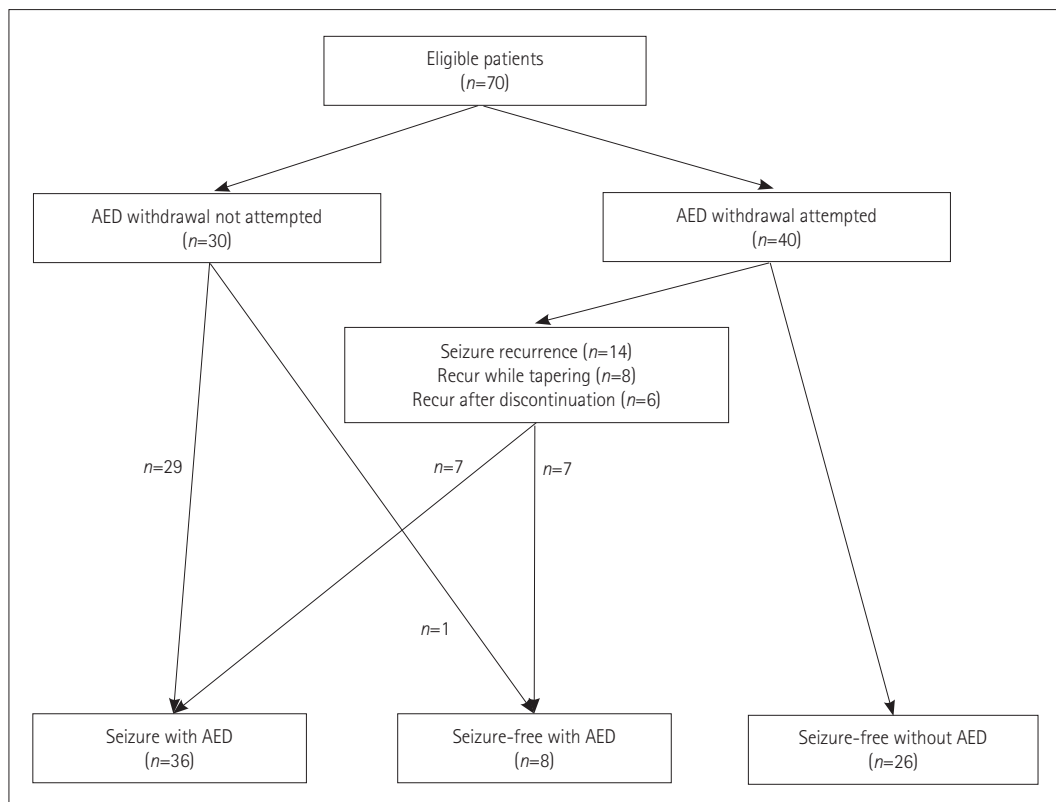 Eligible patients
(n=70)
AED withdrawal not attempted
(n=30)
AED withdrawal attempted
(n=40)
Seizure recurrence (n=14)
Recur while tapering (n=8)
Recur after discontinuation (n=6)
n=29
n=7
n=7
n=1
Seizure with AED
(n=36)
Seizure-free with AED
(n=8)
Seizure-free without AED
(n=26)